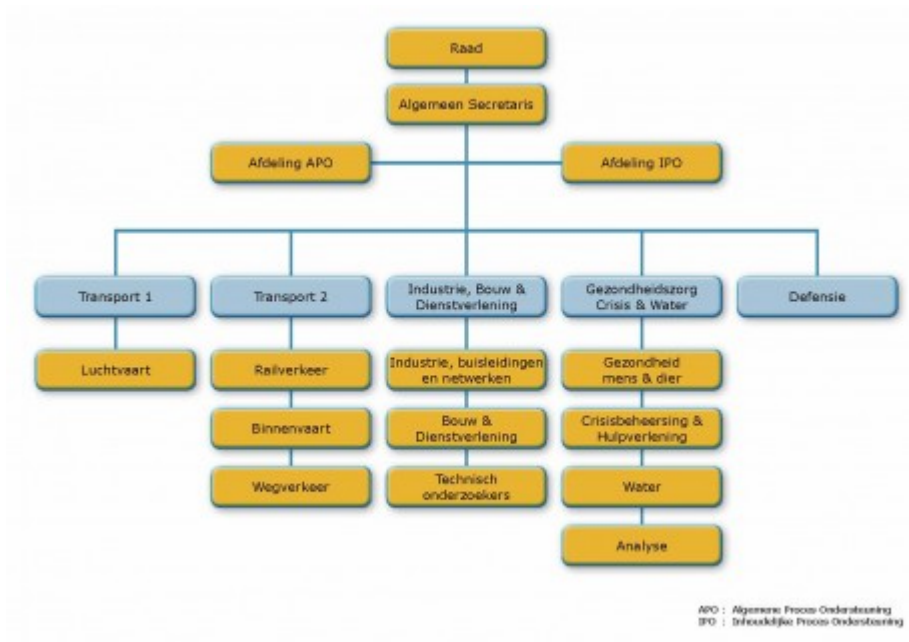 Raad
Algemeen Secretaris
Afdeling APO
Afdeling IPO
Transport 1
Transport 2
Industrie, Bouw &
Dienstverlening
Gezondheidszorg
Crisis & Water
Defensie
Luchtvaart
Railverkeer
Industrie, buisleidingen
en netwerken
Gezondheid
mens & dier
Binnenvaart
Bouw &
Dienstverlening
Crisisbeheersing &
Hulpverlening
Wegverkeer
Technisch
onderzoekers
Water
Analyse
APO : Algemene Proces Ondersteuning
IPO : Inhoudelijke Proces Ondersteuning